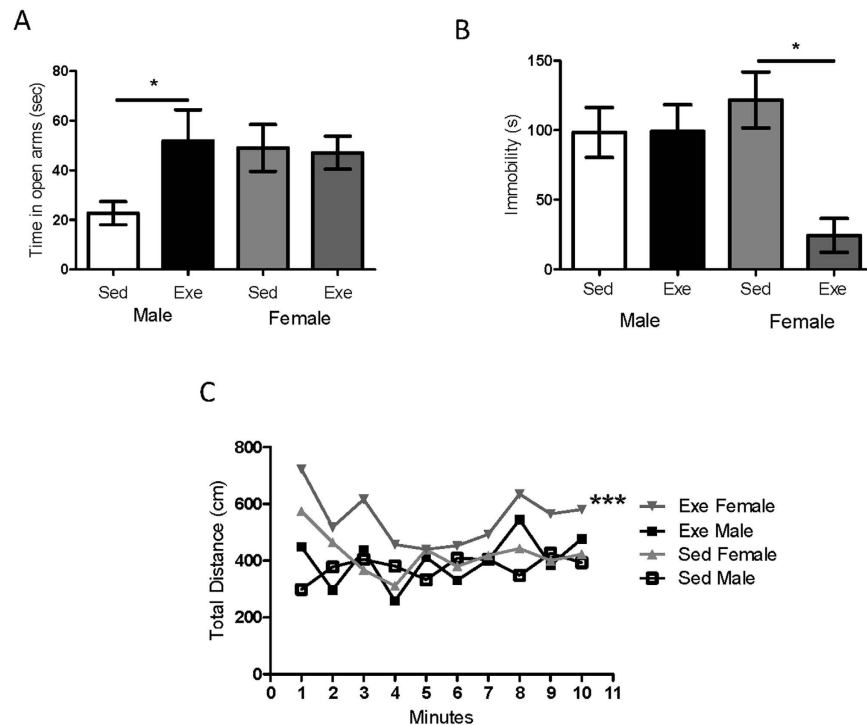 A
Time in open arms (sec)
80
60
40
20
0
*
Sed Exe Sed Exe
Male Female
B
Immobility (s)
150
100
50
0
*
Sed Exe Sed Exe
Male Female
C
Total Distance (cm)
800
600
400
200
0
***
Exe Female
Exe Male
Sed Female
Sed Male
0 1 2 3 4 5 6 7 8 9 10 11
Minutes